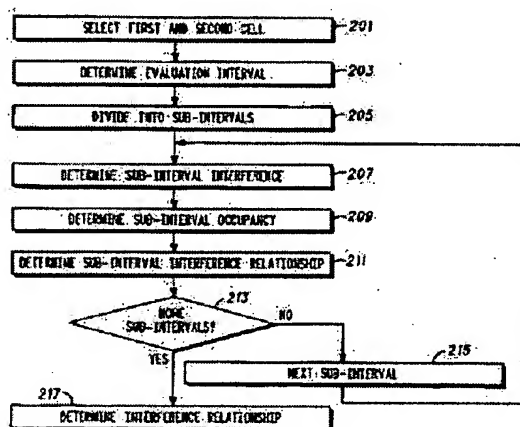 SELECT FIRST AND SECOND CELL
201
DETERMINE EVALUATION INTERVAL
203
DIVIDE INTO SUB-INTERVALS
205
DETERMINE SUB-INTERVAL INTERFERENCE
207
DETERMINE SUB-INTERVAL OCCUPANCY
209
DETERMINE SUB-INTERVAL INTERFERENCE RELATIONSHIP
211
213
SUB-INTERVALS?
NO
YES
215
NEXT SUB-INTERVAL
217
DETERMINE INTERFERENCE RELATIONSHIP